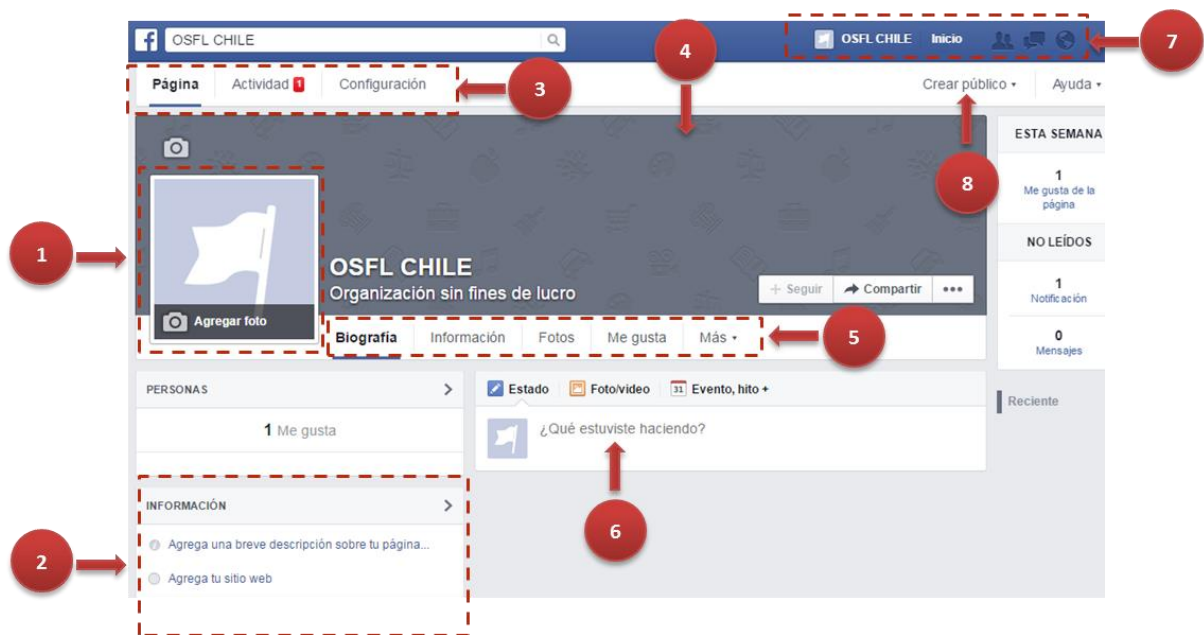 7
f OSFL CHILE OSFL CHILE Inicio
4
Página Actividad 1 Configuración Crear público Ayuda
3
ESTA SEMANA
8
1
Me gusta de la
página
1
NO LEÍDOS
OSFL CHILE
Organización sin fines de lucro
+ Seguir Compartir •••
1
Notificación
Agregar foto
Biografía Información Fotos Me gusta Más
5
0
Mensajes
PERSONAS >
Estado Foto/video 31 Evento, hito +
Reciente
1 Me gusta
¿Qué estuviste haciendo?
INFORMACIÓN >
6
Agrega una breve descripción sobre tu página...
2
Agrega tu sitio web